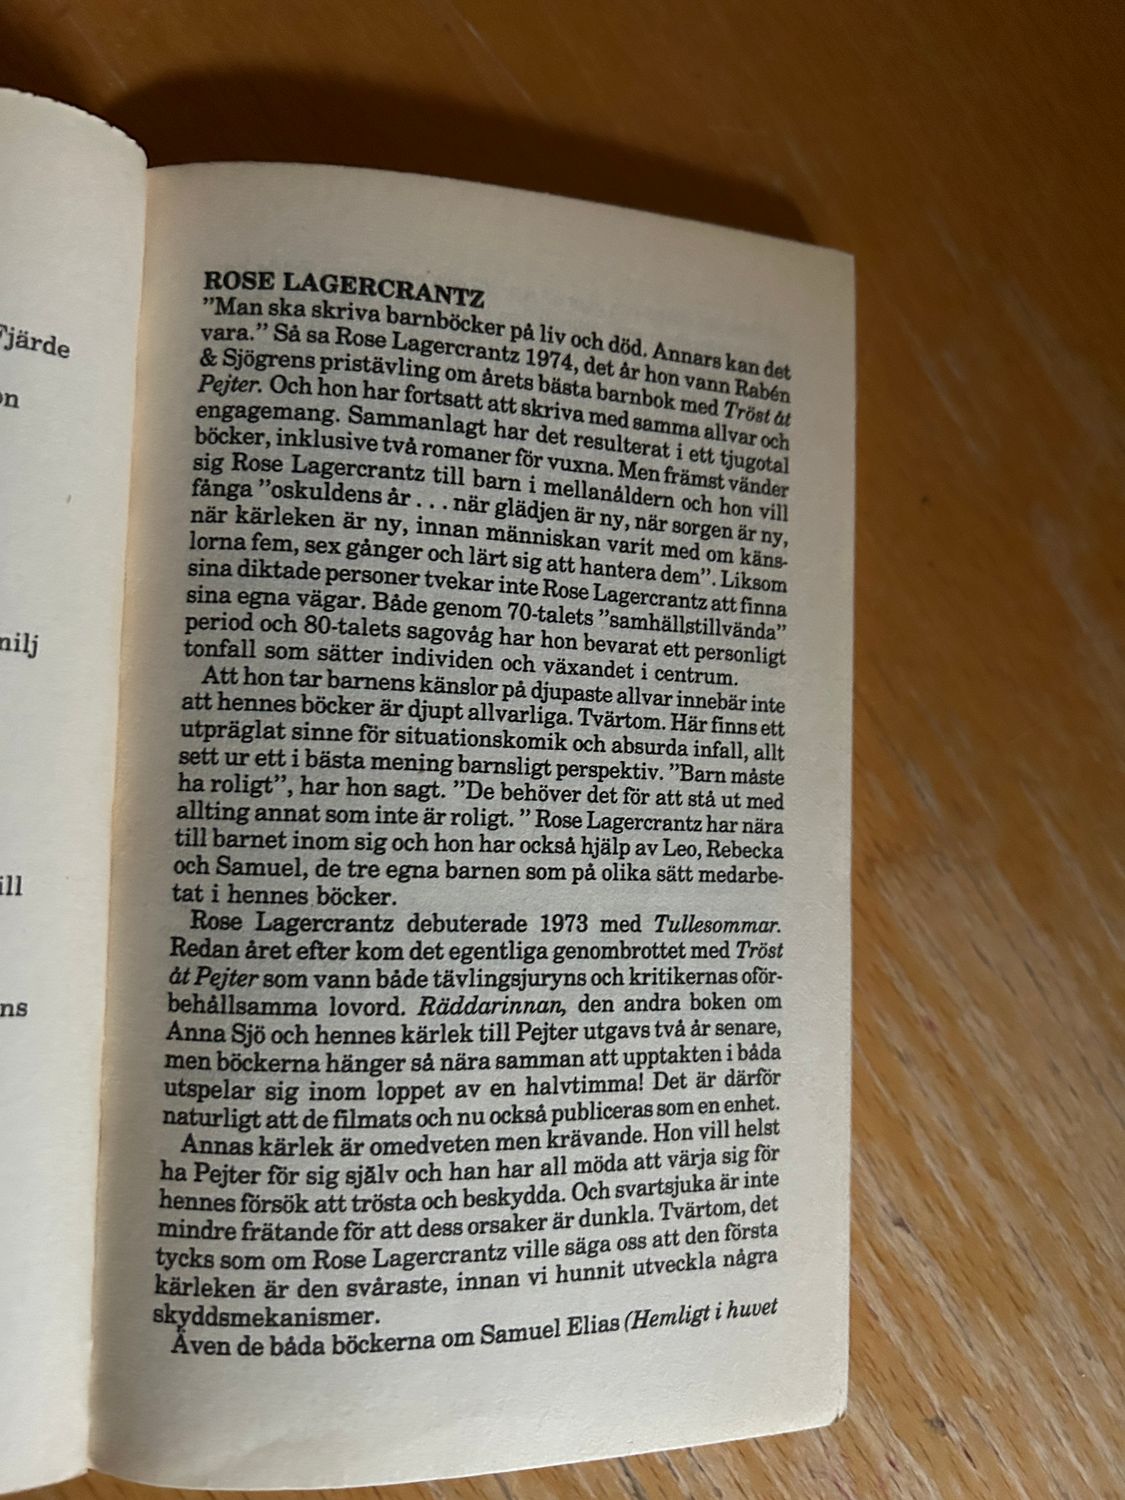 Fjärde
on
milj
ill
ns
ROSE LAGERCRANTZ
”Man ska skriva barnböcker på liv och död. Annars kan det
vara.” Så sa Rose Lagercrantz 1974, det år hon vann Rabén
& Sjögrens pristävling om årets bästa barnbok med Tröst åt
Pejter. Och hon har fortsatt att skriva med samma allvar och
engagemang. Sammanlagt har det resulterat i ett tjugotal
böcker, inklusive två romaner för vuxna. Men främst vänder
sig Rose Lagercrantz till barn i mellanåldern och hon vill
fånga ”oskuldens år . . . när glädjen är ny, när sorgen är ny,
när kärleken är ny, innan människan varit med om käns-
lorna fem, sex gånger och lärt sig att hantera dem”. Liksom
sina diktade personer tvekar inte Rose Lagercrantz att finna
sina egna vägar. Både genom 70-talets ”samhällstillvända”
period och 80-talets sagovåg har hon bevarat ett personligt
tonfall som sätter individen och växandet i centrum.
Att hon tar barnens känslor på djupaste allvar innebär inte
att hennes böcker är djupt allvarliga. Tvärtom. Här finns ett
utpräglat sinne för situationskomik och absurda infall, allt
sett ur ett i bästa mening barnsligt perspektiv. ”Barn måste
ha roligt”, har hon sagt. ”De behöver det för att stå ut med
allting annat som inte är roligt. ” Rose Lagercrantz har nära
till barnet inom sig och hon har också hjälp av Leo, Rebecka
och Samuel, de tre egna barnen som på olika sätt medarbe-
tat i hennes böcker.
Rose Lagercrantz debuterade 1973 med Tullesommar.
Redan året efter kom det egentliga genombrottet med Tröst
åt Pejter som vann både tävlingsjuryns och kritikernas oför-
behållsamma lovord. Räddarinnan, den andra boken om
Anna Sjö och hennes kärlek till Pejter utgavs två år senare,
men böckerna hänger så nära samman att upptakten i båda
utspelar sig inom loppet av en halvtimma! Det är därför
naturligt att de filmats och nu också publiceras som en enhet.
Annas kärlek är omedveten men krävande. Hon vill helst
ha Pejter för sig själv och han har all möda att värja sig för
hennes försök att trösta och beskydda. Och svartsjuka är inte
mindre frätande för att dess orsaker är dunkla. Tvärtom, det
tycks som om Rose Lagercrantz ville säga oss att den första
kärleken är den svåraste, innan vi hunnit utveckla några
skyddsmekanismer.
Även de båda böckerna om Samuel Elias (Hemligt i huvet